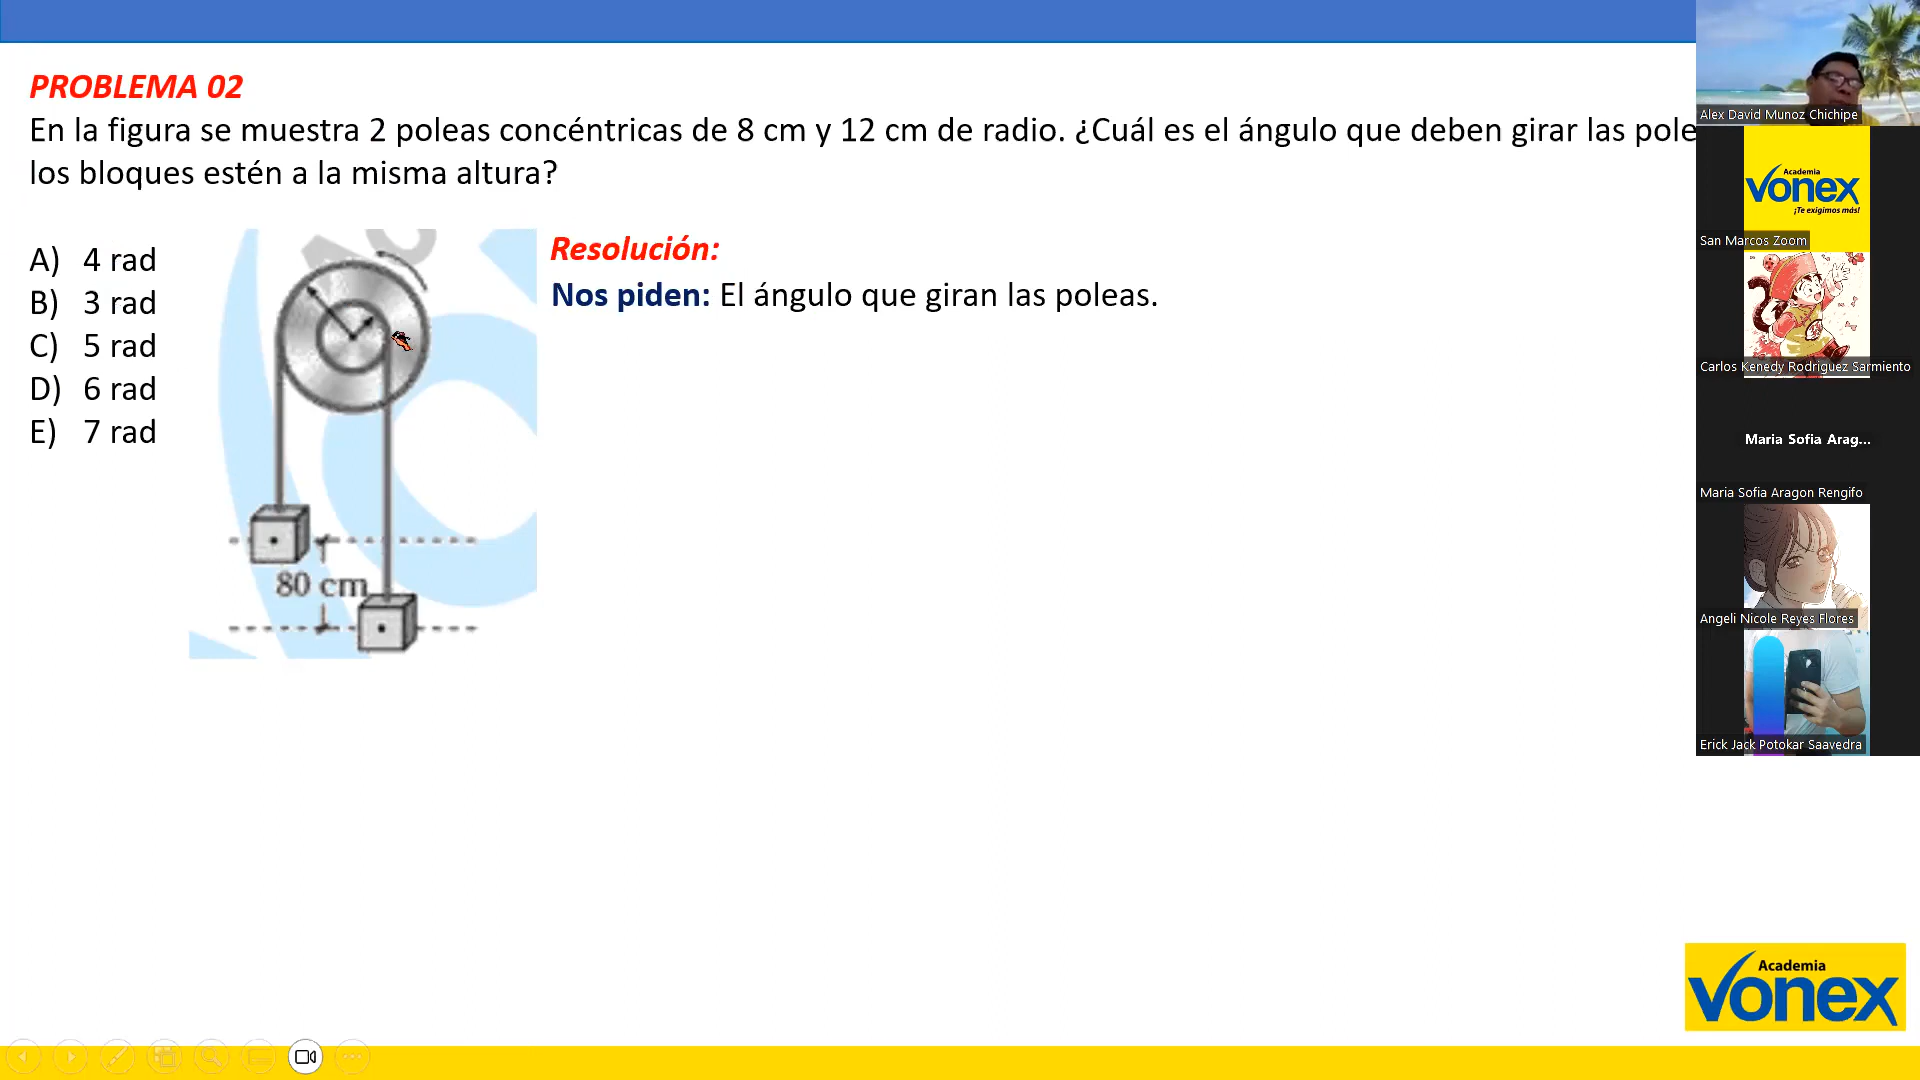 PROBLEMA 02
En la figura se muestra 2 poleas concéntricas de 8 cm y 12 cm de radio. ¿Cuál es el ángulo que deben girar las pole
los bloques estén a la misma altura?
A) 4 rad
B) 3 rad
C) 5 rad
D) 6 rad
E) 7 rad
80 cm
Resolución:
Nos piden: El ángulo que giran las poleas.
Alex David Munoz Chichipe
Academia
Vonex
¡Te exigimos más!
San Marcos Zoom
Carlos Kenedy Rodriguez Sarmiento
Maria Sofia Arag...
Maria Sofia Aragon Rengifo
Angeli Nicole Reyes Flores
Erick Jack Potokar Saavedra
Academia
Vonex